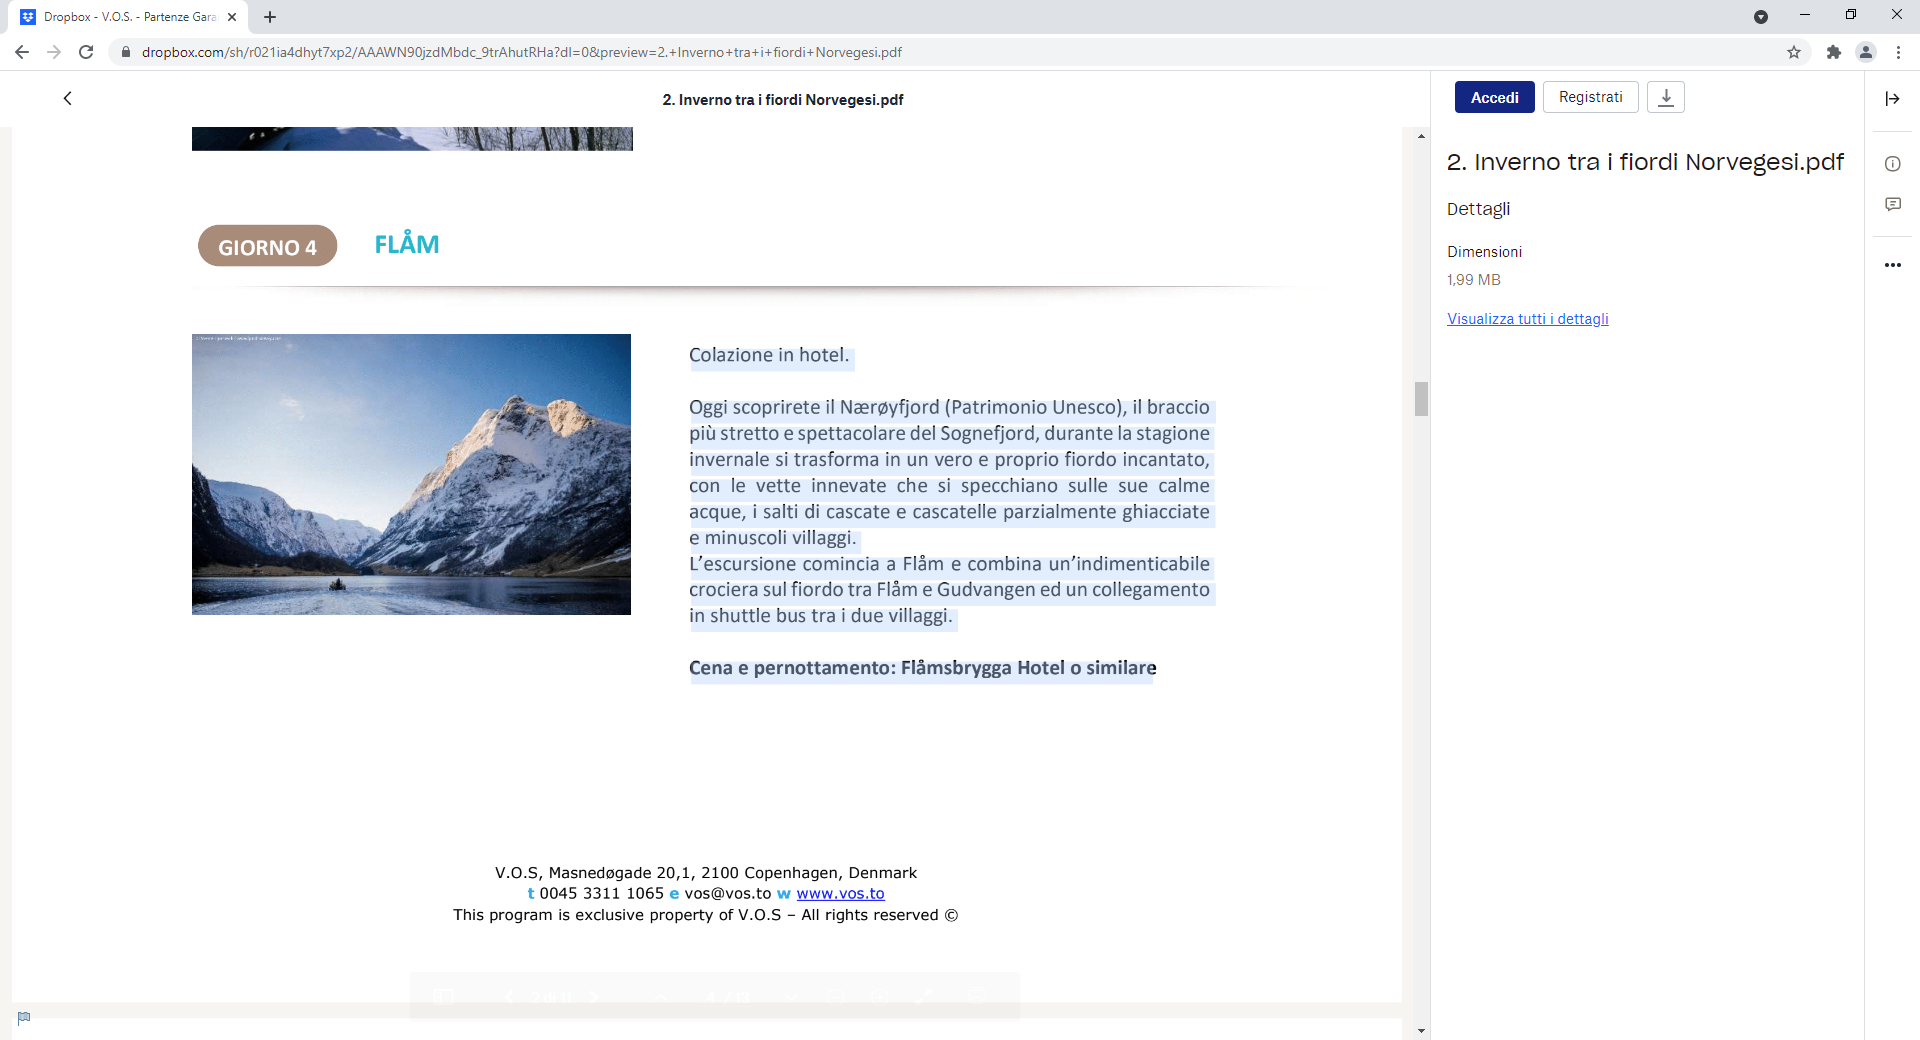 Dropbox - V.O.S. - Partenze Gara
dropbox.com/sh/r021ia4dhyt7xp2/AAAWN90jzdMbdc_9trAhutRHa?dl=0&preview=2.+Inverno+tra+i+fiordi+Norvegesi.pdf
2. Inverno tra i fiordi Norvegesi.pdf
Accedi
Registrati
2. Inverno tra i fiordi Norvegesi.pdf
Dettagli
Dimensioni
1,99 MB
Visualizza tutti i dettagli
GIORNO 4
FLÅM
Colazione in hotel.
Oggi scoprirete il Nærøyfjord (Patrimonio Unesco), il braccio
più stretto e spettacolare del Sognefjord, durante la stagione
invernale si trasforma in un vero e proprio fiordo incantato,
con le vette innevate che si specchiano sulle sue calme
acque, i salti di cascate e cascatelle parzialmente ghiacciate
e minuscoli villaggi.
L’escursione comincia a Flåm e combina un’indimenticabile
crociera sul fiordo tra Flåm e Gudvangen ed un collegamento
in shuttle bus tra i due villaggi.
Cena e pernottamento: Flåmsbrygga Hotel o similare
V.O.S, Masnedøgade 20,1, 2100 Copenhagen, Denmark
t 0045 3311 1065 e vos@vos.to w www.vos.to
This program is exclusive property of V.O.S – All rights reserved ©